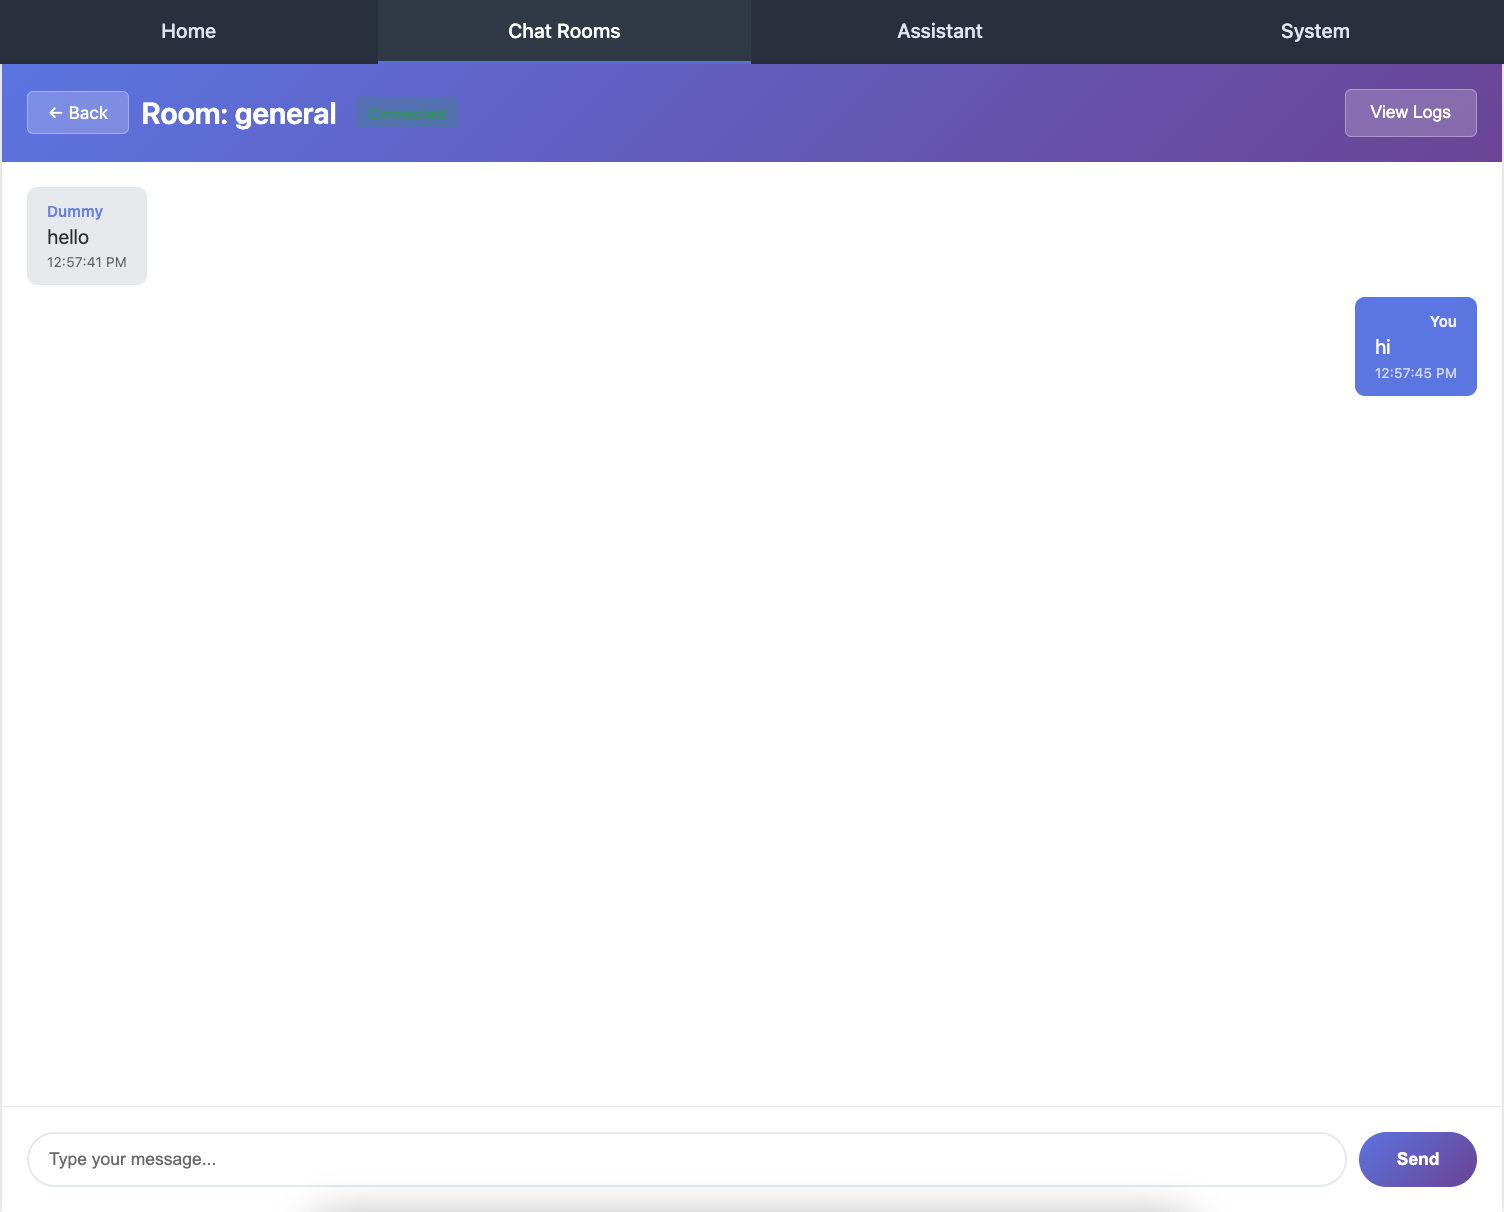 Home
Chat Rooms
Assistant
System
← Back
Room: general
Connected
View Logs
Dummy
hello
12:57:41 PM
You
hi
12:57:45 PM
Type your message...
Send